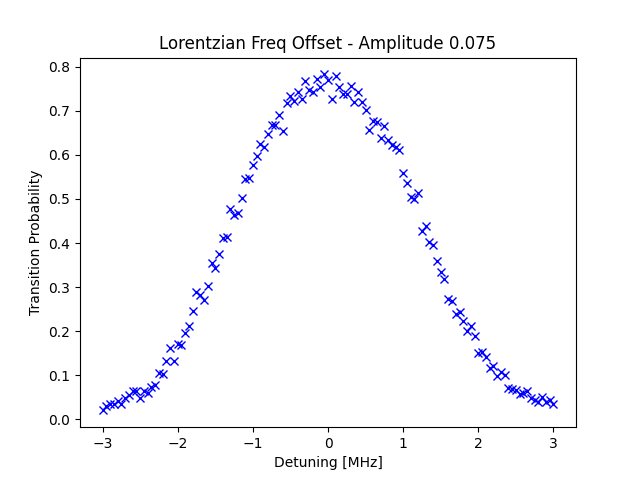 Lorentzian Freq Offset - Amplitude 0.075
Transition Probability
0.8
0.7
0.6
0.5
0.4
0.3
0.2
0.1
0.0
−3 −2 −1 0 1 2 3
Detuning [MHz]